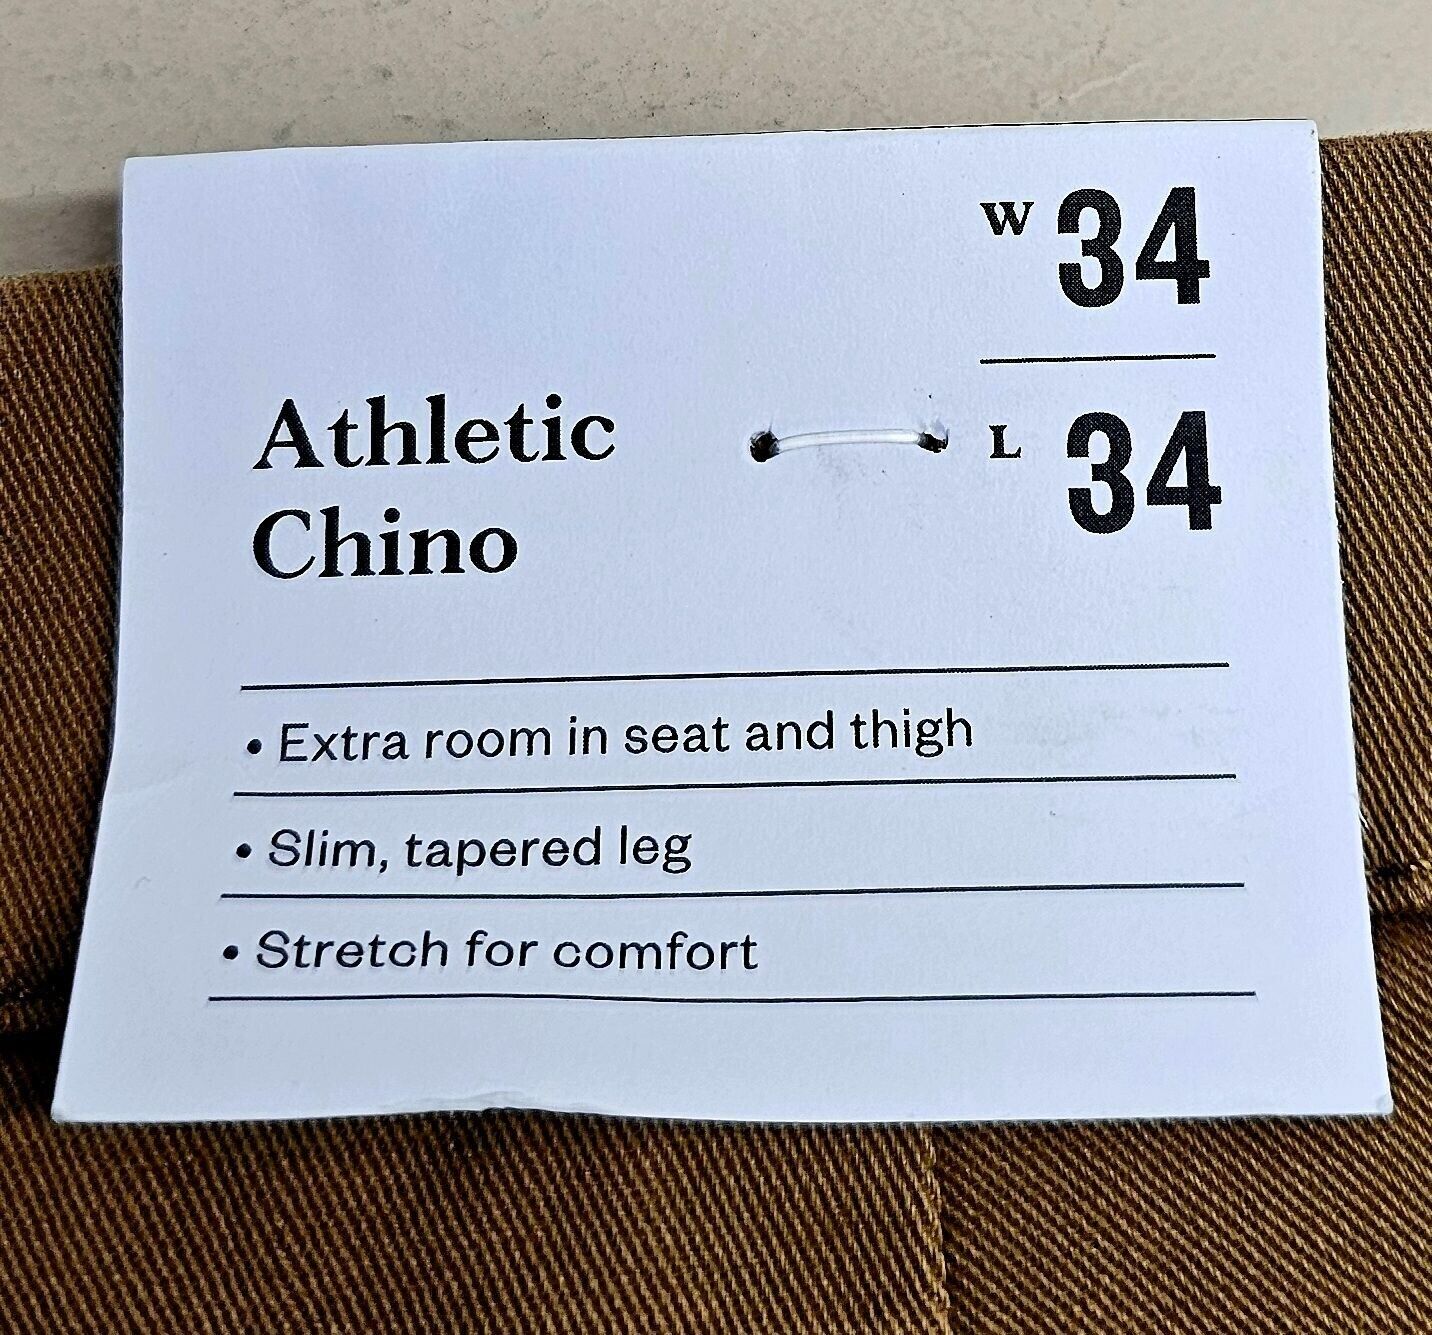 W 34
L 34
Athletic
Chino
• Extra room in seat and thigh
• Slim, tapered leg
• Stretch for comfort